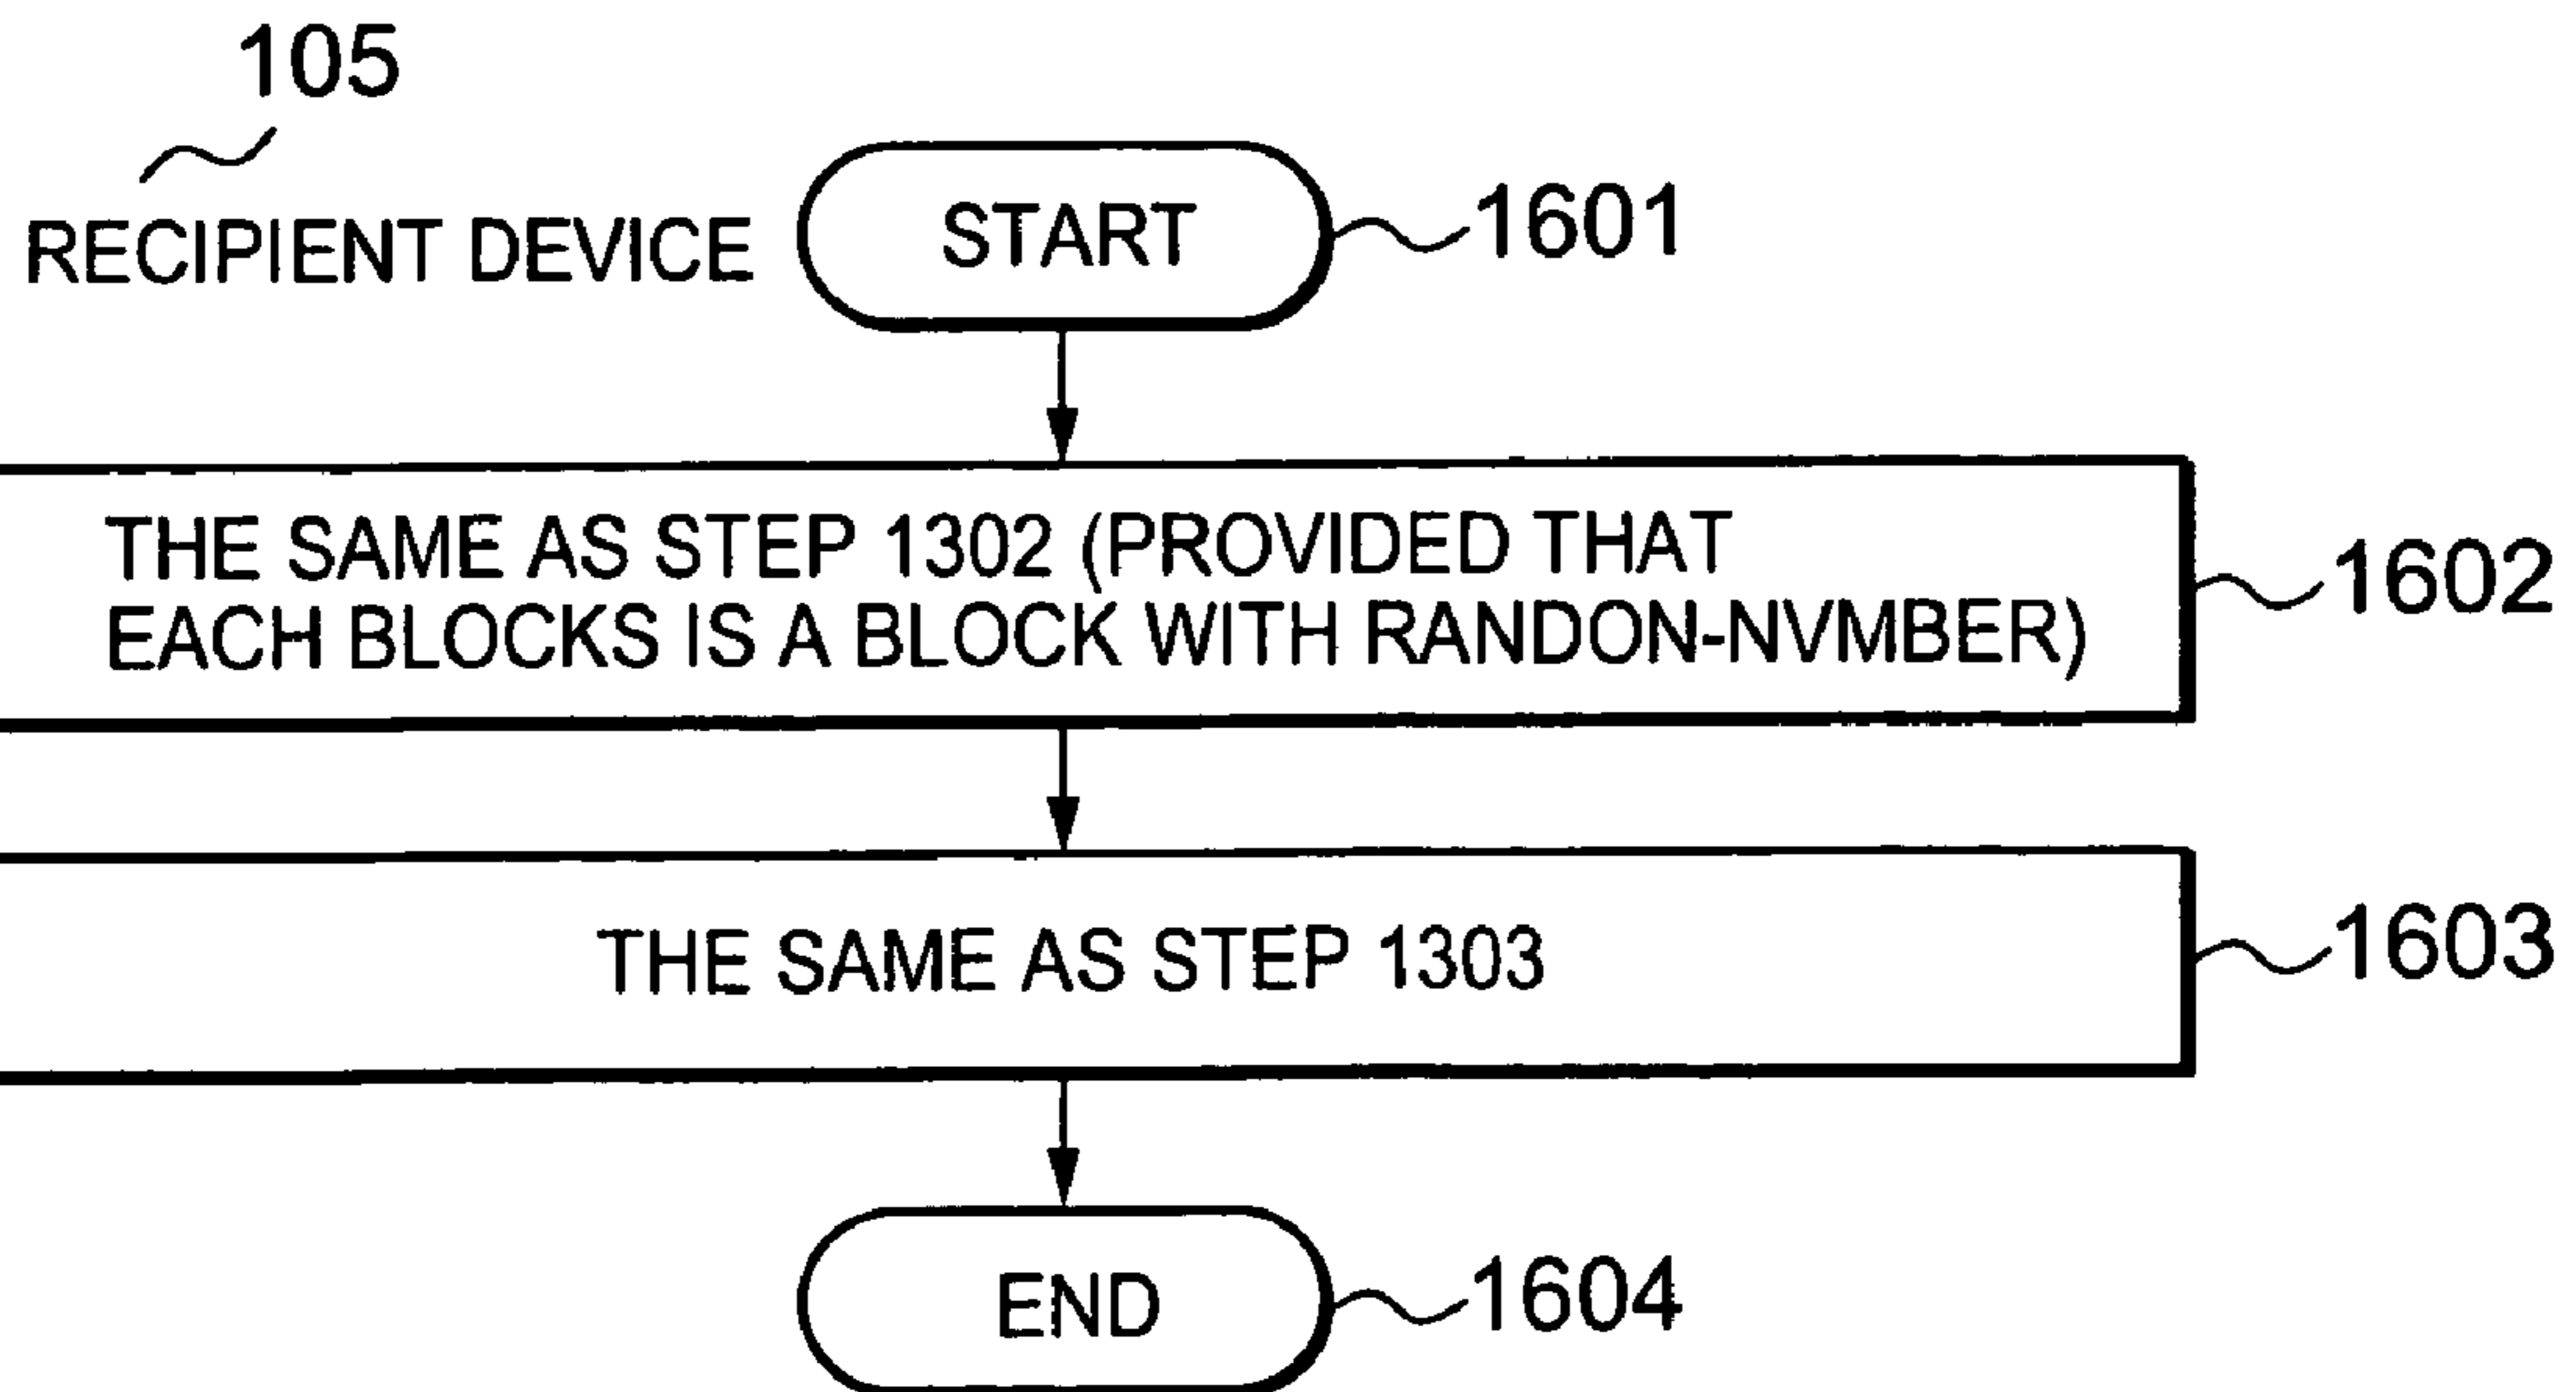 105
RECIPIENT DEVICE
START
1601
THE SAME AS STEP 1302 (PROVIDED THAT
EACH BLOCKS IS A BLOCK WITH RANDON-NVMBER)
1602
THE SAME AS STEP 1303
1603
END
1604